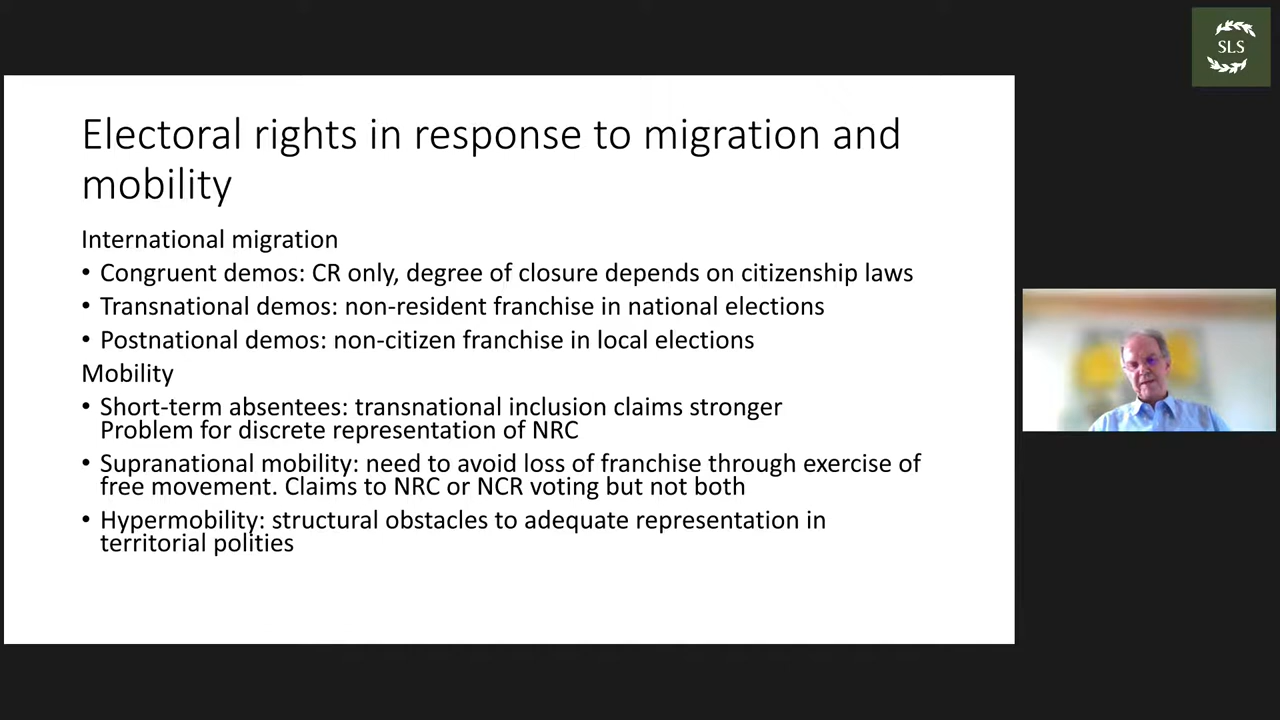 SLS
Electoral rights in response to migration and
mobility
International migration
• Congruent demos: CR only, degree of closure depends on citizenship laws
• Transnational demos: non-resident franchise in national elections
• Postnational demos: non-citizen franchise in local elections
Mobility
• Short-term absentees: transnational inclusion claims stronger
Problem for discrete representation of NRC
• Supranational mobility: need to avoid loss of franchise through exercise of
free movement. Claims to NRC or NCR voting but not both
• Hypermobility: structural obstacles to adequate representation in
territorial polities